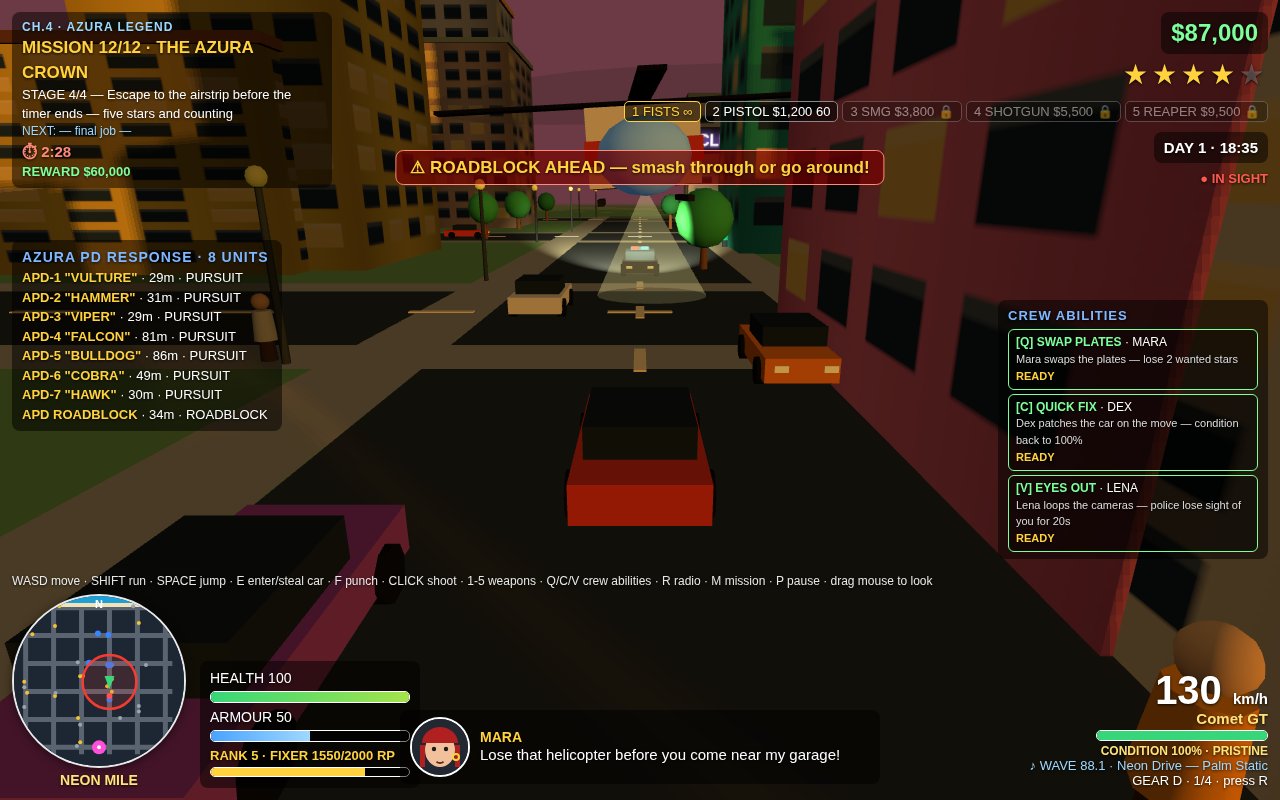 CH.4 · AZURA LEGEND
MISSION 12/12 · THE AZURA
CROWN
STAGE 4/4 — Escape to the airstrip before the
timer ends — five stars and counting
NEXT: — final job —
⏱ 2:28
REWARD $60,000
$87,000
★ ★ ★ ★ ★
1 FISTS ∞
2 PISTOL $1,200 60
3 SMG $3,800 🔒
4 SHOTGUN $5,500 🔒
5 REAPER $9,500 🔒
CL
DAY 1 · 18:35
● IN SIGHT
⚠ ROADBLOCK AHEAD — smash through or go around!
AZURA PD RESPONSE · 8 UNITS
APD-1 "VULTURE" · 29m · PURSUIT
APD-2 "HAMMER" · 31m · PURSUIT
APD-3 "VIPER" · 29m · PURSUIT
APD-4 "FALCON" · 81m · PURSUIT
APD-5 "BULLDOG" · 86m · PURSUIT
APD-6 "COBRA" · 49m · PURSUIT
APD-7 "HAWK" · 30m · PURSUIT
APD ROADBLOCK · 34m · ROADBLOCK
CREW ABILITIES
[Q] SWAP PLATES · MARA
Mara swaps the plates — lose 2 wanted stars
READY
[C] QUICK FIX · DEX
Dex patches the car on the move — condition
back to 100%
READY
[V] EYES OUT · LENA
Lena loops the cameras — police lose sight of
you for 20s
READY
WASD move · SHIFT run · SPACE jump · E enter/steal car · F punch · CLICK shoot · 1-5 weapons · Q/C/V crew abilities · R radio · M mission · P pause · drag mouse to look
N
NEON MILE
HEALTH 100
ARMOUR 50
RANK 5 · FIXER 1550/2000 RP
MARA
Lose that helicopter before you come near my garage!
130 km/h
Comet GT
CONDITION 100% · PRISTINE
♪ WAVE 88.1 · Neon Drive — Palm Static
GEAR D · 1/4 · press R